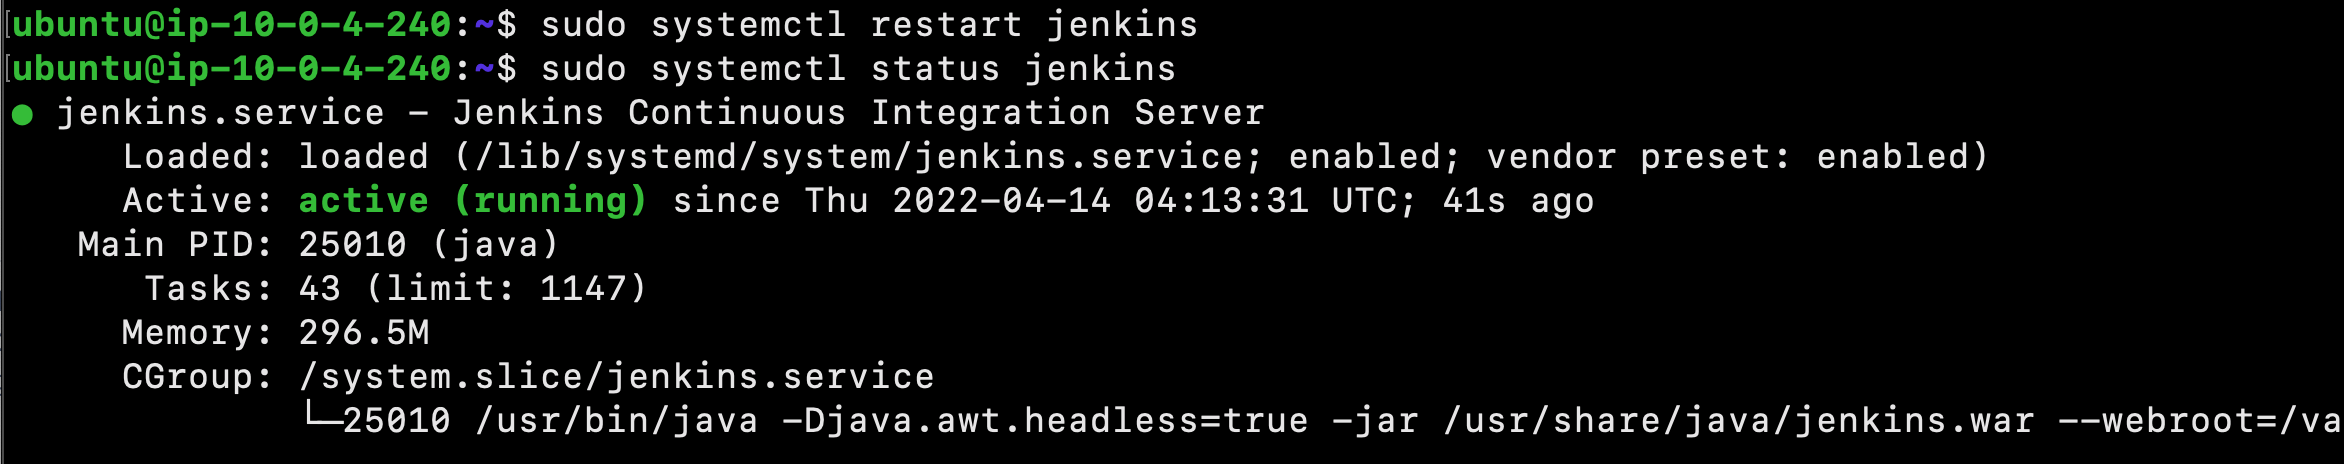 ubuntu@ip-10-0-4-240:~$ sudo systemctl restart jenkins
ubuntu@ip-10-0-4-240:~$ sudo systemctl status jenkins
● jenkins.service - Jenkins Continuous Integration Server
Loaded: loaded (/lib/systemd/system/jenkins.service; enabled; vendor preset: enabled)
Active: active (running) since Thu 2022-04-14 04:13:31 UTC; 41s ago
Main PID: 25010 (java)
Tasks: 43 (limit: 1147)
Memory: 296.5M
CGroup: /system.slice/jenkins.service
└─25010 /usr/bin/java -Djava.awt.headless=true -jar /usr/share/java/jenkins.war --webroot=/va